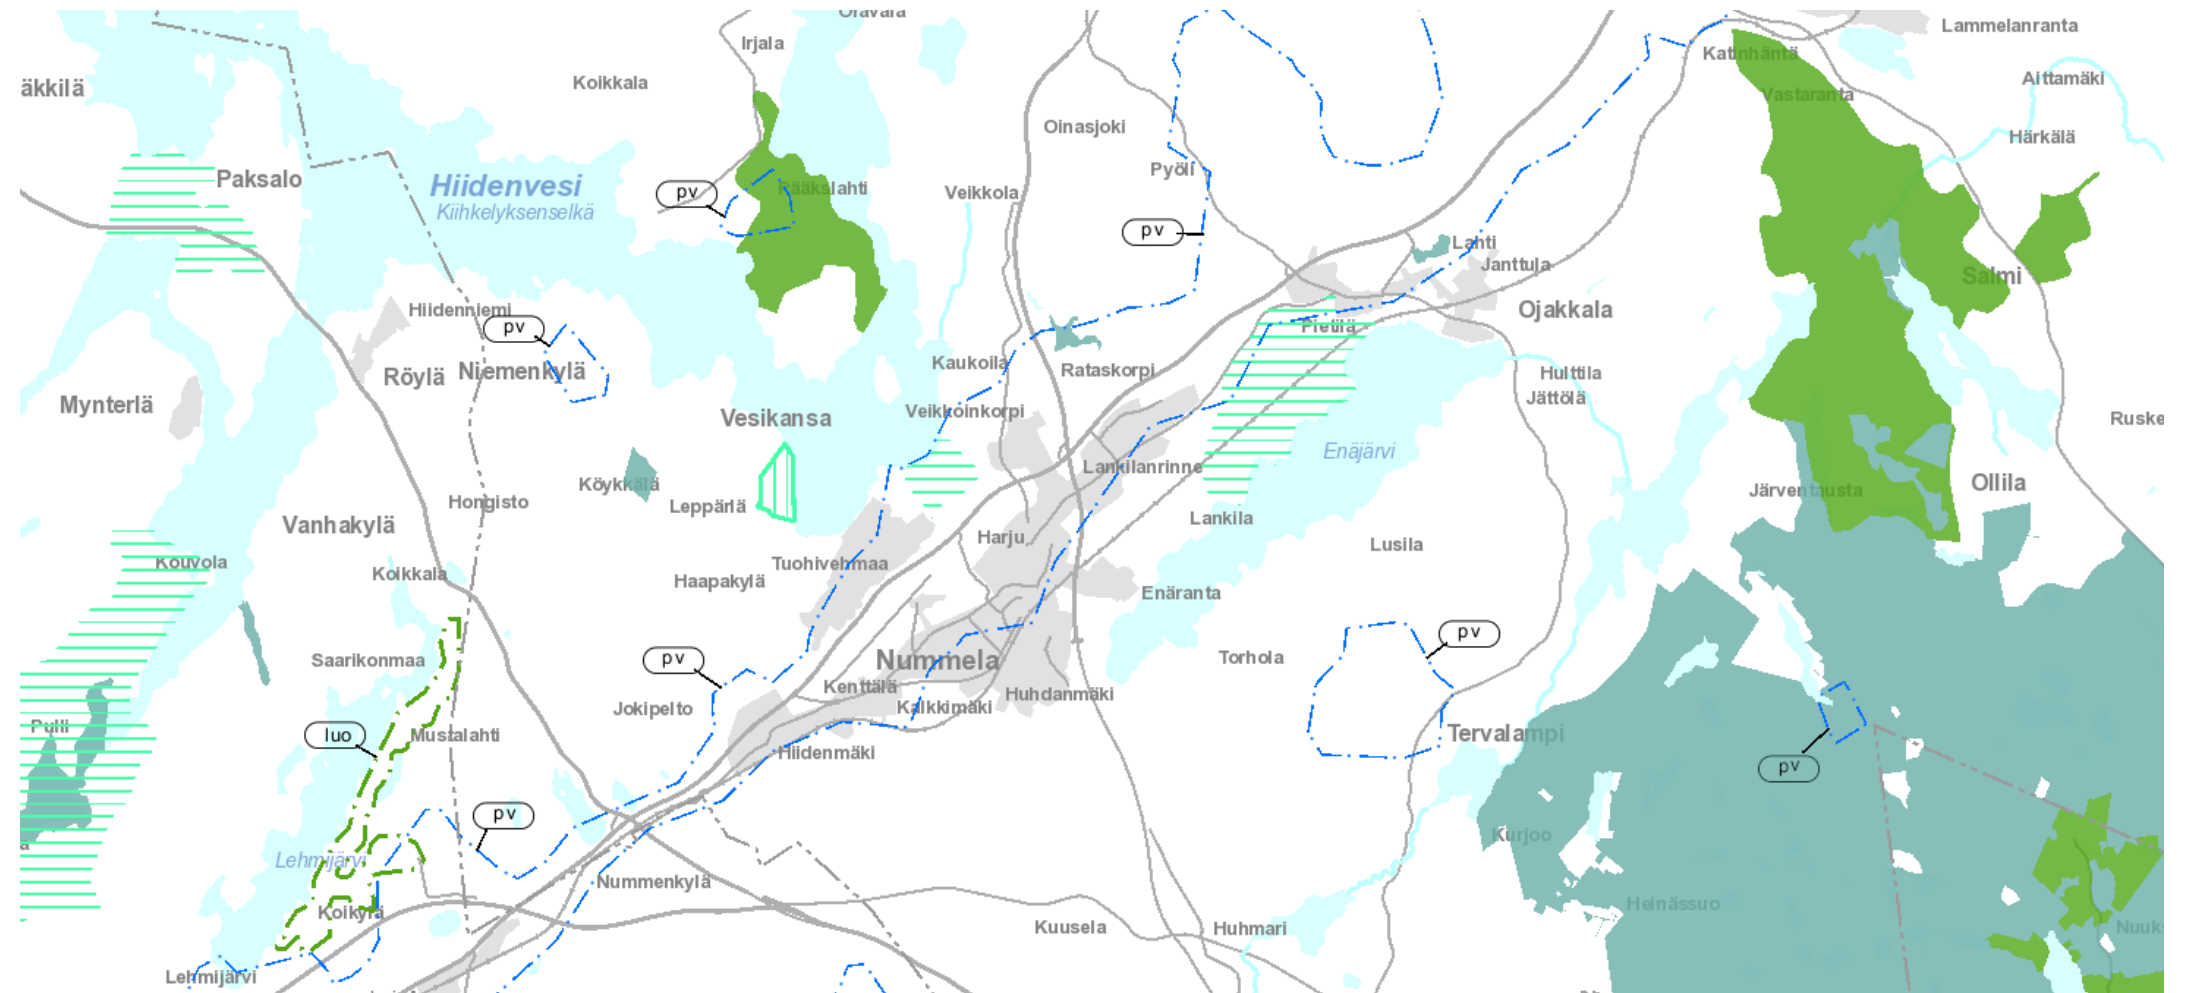 Oravala
Lammelanranta
Irjala
Katinhäntä
Koikkala
Aittamäki
äkkilä
Vastaranta
Oinasjoki
Härkälä
Pyöli
Paksalo
Hiidenvesi
Kiihkelyksenselkä
pv
Pääkslahti
Veikkola
pv
Lahti
Janttula
Salmi
Hiidenniemi
Ojakkala
pv
Pietilä
Kaukoila
Rataskorpi
Röylä
Niemenkylä
Hulttila
Jättölä
Mynterlä
Vesikansa
Veikkoinkorpi
Ruske
Enäjärvi
Lankilanrinne
Köykkälä
Ollila
Järventausta
Hongisto
Leppärlä
Lankila
Vanhakylä
Harju
Lusila
Kouvola
Koikkala
Tuohivehmaa
Haapakylä
Enäranta
Saarikonmaa
pv
Nummela
Torhola
pv
Kenttälä
Huhdanmäki
Jokipelto
Kalkkimäki
Pulli
luo
Mustalahti
Tervalampi
Hiidenmäki
pv
pv
Kurjoo
a
Lehmijärvi
Nummenkylä
Heinässuo
Koikylä
Kuusela
Huhmari
Nuuk
Lehmijärvi